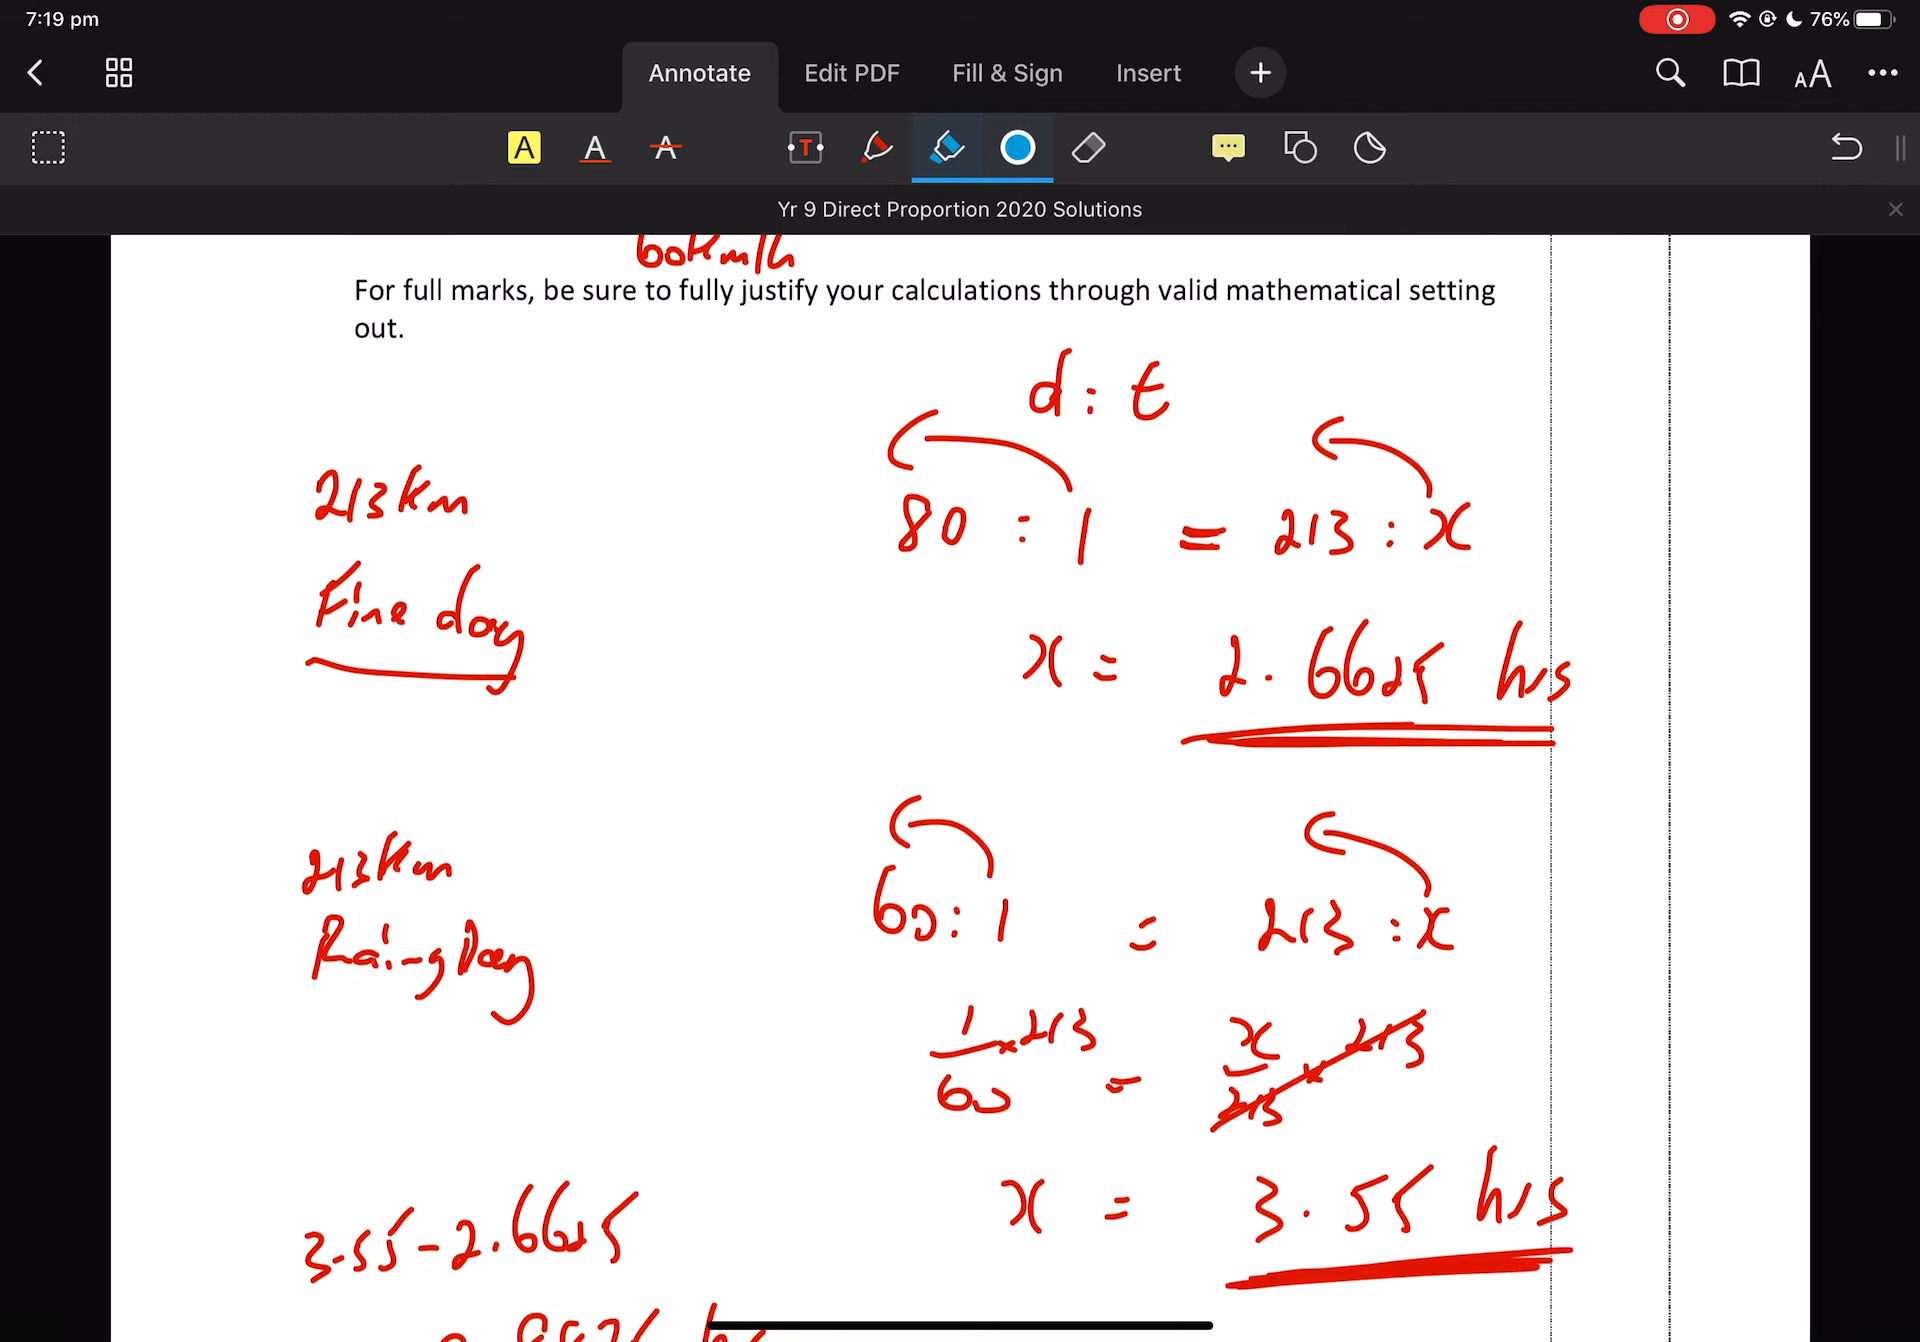 7:19 pm
76%
Annotate
Edit PDF
Fill & Sign
Insert
Yr 9 Direct Proportion 2020 Solutions
60km/h
For full marks, be sure to fully justify your calculations through valid mathematical setting
out.
d : t
213km
80 : 1 = 213 : x
Fine day
x = 2.6625 hrs
213km
60 : 1 = 213 : x
Rainy Day
1/60 × 213 = x/213 × 213
x = 3.55 hrs
3.55 - 2.6625